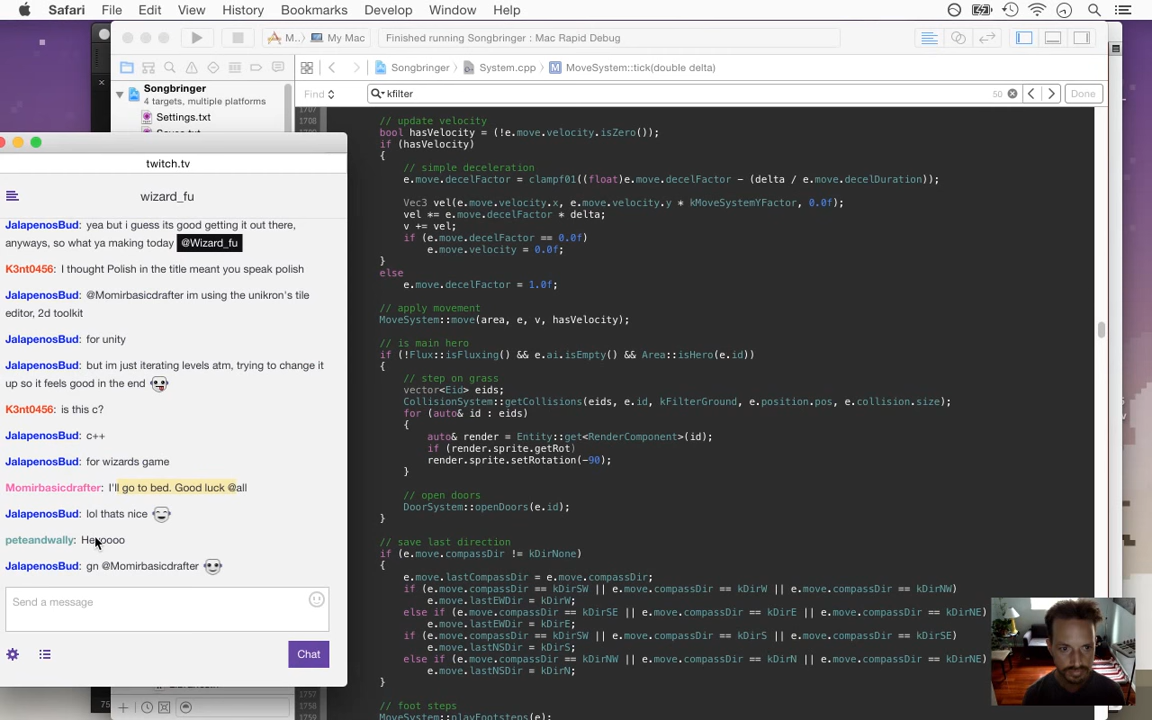 Safari File Edit View History Bookmarks Develop Window Help
M... My Mac Finished running Songbringer : Mac Rapid Debug
Songbringer System.cpp MoveSystem::tick(double delta)
Songbringer
4 targets, multiple platforms
Settings.txt
Find kfilter 50 Done
twitch.tv
wizard_fu
JalapenosBud: yea but i guess its good getting it out there,
anyways, so what ya making today @Wizard_fu
K3nt0456: I thought Polish in the title meant you speak polish
JalapenosBud: @Momirbasicdrafter im using the unikron's tile
editor, 2d toolkit
JalapenosBud: for unity
JalapenosBud: but im just iterating levels atm, trying to change it
up so it feels good in the end
K3nt0456: is this c?
JalapenosBud: c++
JalapenosBud: for wizards game
Momirbasicdrafter: I'll go to bed. Good luck @all
JalapenosBud: lol thats nice
peteandwally:
JalapenosBud: gn @Momirbasicdrafter
Send a message
Chat
1708
// update velocity
bool hasVelocity = (!e.move.velocity.isZero());
if (hasVelocity)
{
// simple deceleration
e.move.decelFactor = clampf01((float)e.move.decelFactor - (delta / e.move.decelDuration));
Vec3 vel(e.move.velocity.x, e.move.velocity.y * kMoveSystemYFactor, 0.0f);
vel *= e.move.decelFactor * delta;
v += vel;
if (e.move.decelFactor == 0.0f)
e.move.velocity = 0.0f;
}
else
e.move.decelFactor = 1.0f;
// apply movement
MoveSystem::move(area, e, v, hasVelocity);
// is main hero
if (!Flux::isFluxing() && e.ai.isEmpty() && Area::isHero(e.id))
{
// step on grass
vector<Eid> eids;
CollisionSystem::getCollisions(eids, e.id, kFilterGround, e.position.pos, e.collision.size);
for (auto& id : eids)
{
auto& render = Entity::get<RenderComponent>(id);
if (render.sprite.getRot)
render.sprite.setRotation(-90);
}
// open doors
DoorSystem::openDoors(e.id);
}
// save last direction
if (e.move.compassDir != kDirNone)
{
e.move.lastCompassDir = e.move.compassDir;
if (e.move.compassDir == kDirSW || e.move.compassDir == kDirW || e.move.compassDir == kDirNW)
e.move.lastEWDir = kDirW;
else if (e.move.compassDir == kDirSE || e.move.compassDir == kDirE || e.move.compassDir == kDirNE)
e.move.lastEWDir = kDirE;
if (e.move.compassDir == kDirSW || e.move.compassDir == kDirS || e.move.compassDir == kDirSE)
e.move.lastNSDir = kDirS;
else if (e.move.compassDir == kDirNW || e.move.compassDir == kDirN || e.move.compassDir == kDirNE)
e.move.lastNSDir = kDirN;
}
1757
1758
// foot steps
1759
MoveSystem::playFootsteps(e);